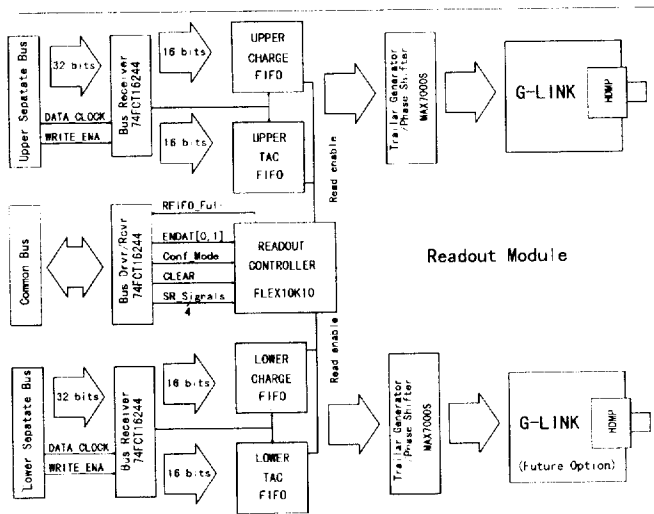 Upper Sepatate Bus
32 bits
DATA_CLOCK
WRITE_ENA
Bus Receiver
74FCT16244
16 bits
16 bits
UPPER
CHARGE
FIFO
UPPER
TAC
FIFO
Read enable
Trailar Generator
/Phase Shifter
MAX7000S
G-LINK
HDMP
Common Bus
Bus Drvr/Rcvr
74FCT16244
RFIFO_Full
ENDAT[0,1]
Conf_Mode
CLEAR
SR_Signals
4
READOUT
CONTROLLER
FLEX10K10
Readout Module
Lower Sepatate Bus
32 bits
DATA_CLOCK
WRITE_ENA
Bus Receiver
74FCT16244
16 bits
16 bits
LOWER
CHARGE
FIFO
LOWER
TAC
FIFO
Read enable
Trailar Generator
/Phase Shifter
MAX7000S
G-LINK
HDMP
(Future Option)